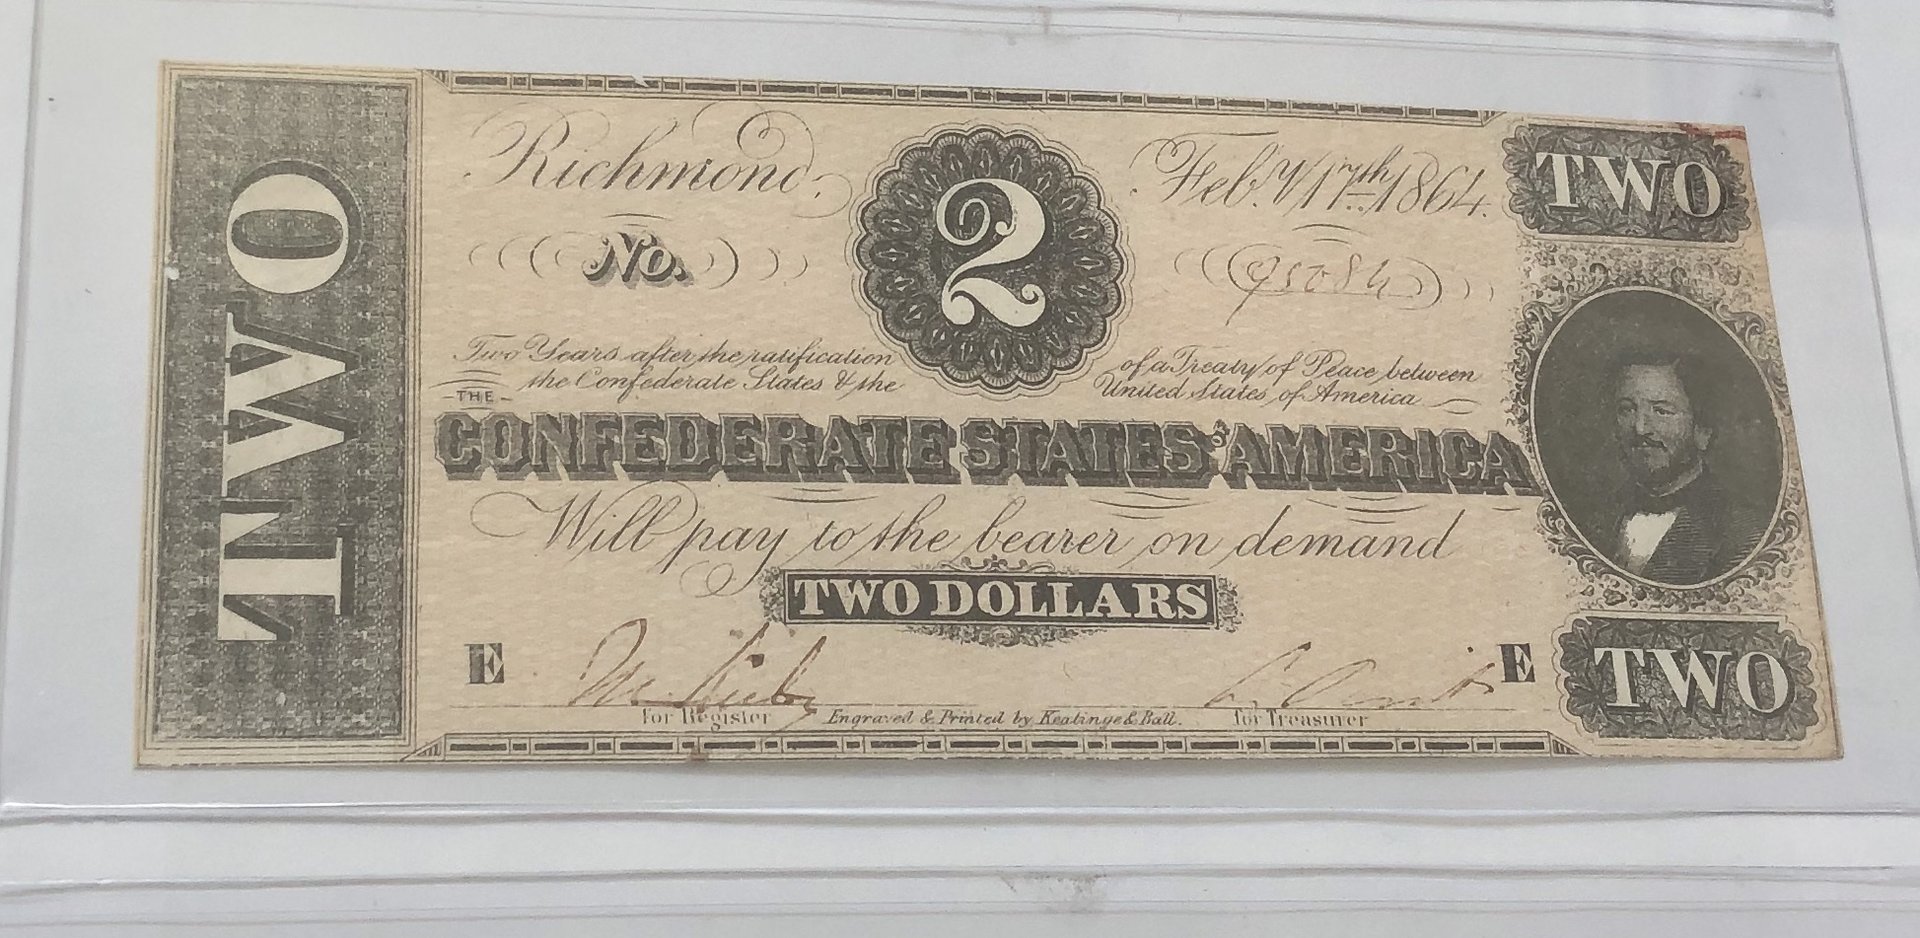 TWO
Richmond,
2
Feb. 17th 1864.
TWO
No.
Two Years after the ratification
of a Treaty of Peace between
the Confederate States & the
United States of America
THE
CONFEDERATE STATES OF AMERICA
Will pay to the bearer on demand
TWO DOLLARS
E
E
for Register
Engraved & Printed by Keatinge & Ball.
for Treasurer
TWO